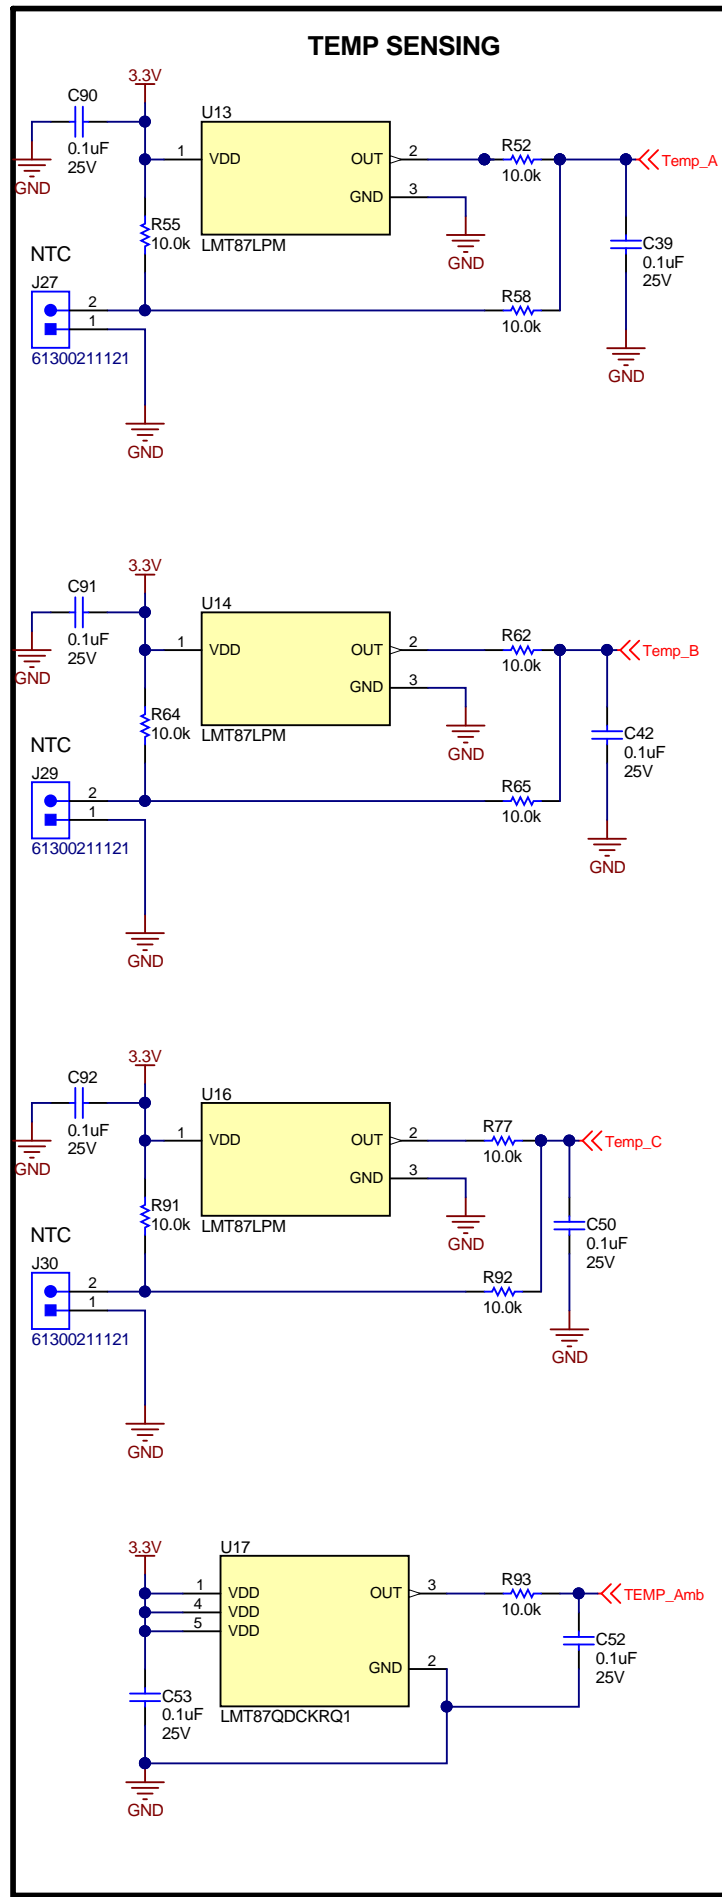 TEMP SENSING
3.3V
C90
0.1uF
25V
GND
U13
1
VDD
OUT
2
GND
3
LMT87LPM
GND
R52
10.0k
Temp_A
R55
10.0k
C39
0.1uF
25V
GND
NTC
J27
2
1
61300211121
GND
R58
10.0k
3.3V
C91
0.1uF
25V
GND
U14
1
VDD
OUT
2
GND
3
LMT87LPM
GND
R62
10.0k
Temp_B
R64
10.0k
C42
0.1uF
25V
GND
NTC
J29
2
1
61300211121
GND
R65
10.0k
3.3V
C92
0.1uF
25V
GND
U16
1
VDD
OUT
2
GND
3
LMT87LPM
GND
R77
10.0k
Temp_C
R91
10.0k
C50
0.1uF
25V
GND
NTC
J30
2
1
61300211121
GND
R92
10.0k
3.3V
U17
1
VDD
4
VDD
5
VDD
OUT
3
GND
2
LMT87QDCKRQ1
R93
10.0k
TEMP_Amb
C52
0.1uF
25V
C53
0.1uF
25V
GND